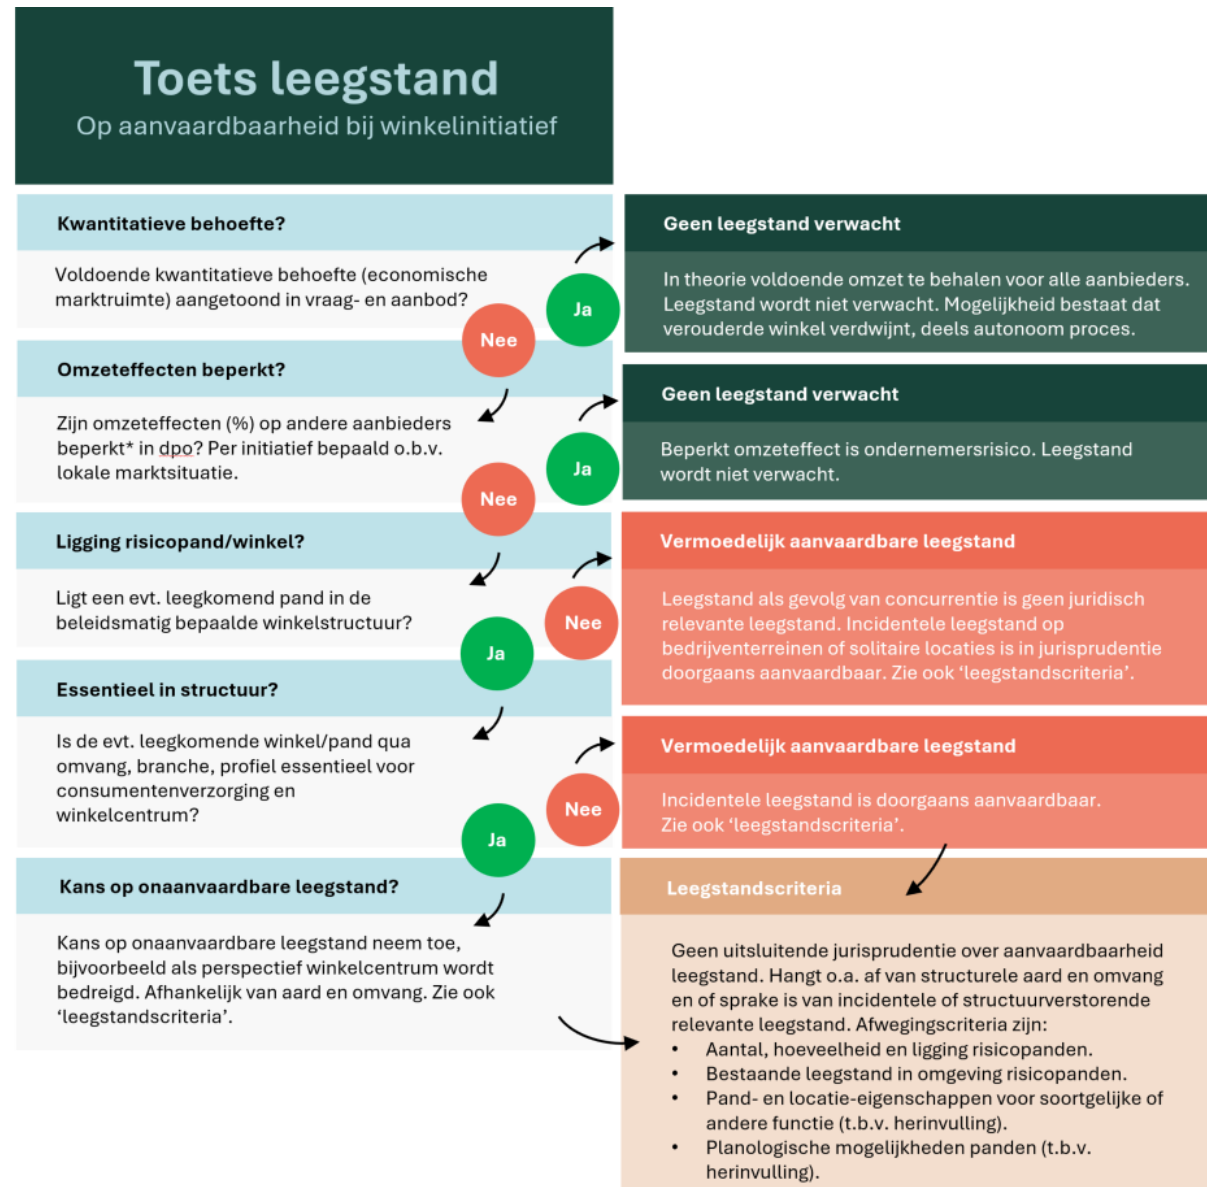 Toets leegstand
Op aanvaardbaarheid bij winkelinitiatief
Kwantitatieve behoefte?
Voldoende kwantitatieve behoefte (economische
marktruimte) aangetoond in vraag- en aanbod?
Ja
Nee
Geen leegstand verwacht
In theorie voldoende omzet te behalen voor alle aanbieders.
Leegstand wordt niet verwacht. Mogelijkheid bestaat dat
verouderde winkel verdwijnt, deels autonoom proces.
Omzeteffecten beperkt?
Zijn omzeteffecten (%) op andere aanbieders
beperkt* in dpo? Per initiatief bepaald o.b.v.
lokale marktsituatie.
Ja
Nee
Geen leegstand verwacht
Beperkt omzeteffect is ondernemersrisico. Leegstand
wordt niet verwacht.
Ligging risicopand/winkel?
Ligt een evt. leegkomend pand in de
beleidsmatig bepaalde winkelstructuur?
Nee
Ja
Vermoedelijk aanvaardbare leegstand
Leegstand als gevolg van concurrentie is geen juridisch
relevante leegstand. Incidentele leegstand op
bedrijventerreinen of solitaire locaties is in jurisprudentie
doorgaans aanvaardbaar. Zie ook ‘leegstandscriteria’.
Essentieel in structuur?
Is de evt. leegkomende winkel/pand qua
omvang, branche, profiel essentieel voor
consumentenverzorging en
winkelcentrum?
Nee
Ja
Vermoedelijk aanvaardbare leegstand
Incidentele leegstand is doorgaans aanvaardbaar.
Zie ook ‘leegstandscriteria’.
Kans op onaanvaardbare leegstand?
Kans op onaanvaardbare leegstand neem toe,
bijvoorbeeld als perspectief winkelcentrum wordt
bedreigd. Afhankelijk van aard en omvang. Zie ook
‘leegstandscriteria’.
Leegstandscriteria
Geen uitsluitende jurisprudentie over aanvaardbaarheid
leegstand. Hangt o.a. af van structurele aard en omvang
en of sprake is van incidentele of structuurverstorende
relevante leegstand. Afwegingscriteria zijn:
• Aantal, hoeveelheid en ligging risicopanden.
• Bestaande leegstand in omgeving risicopanden.
• Pand- en locatie-eigenschappen voor soortgelijke of
andere functie (t.b.v. herinvulling).
• Planologische mogelijkheden panden (t.b.v.
herinvulling).